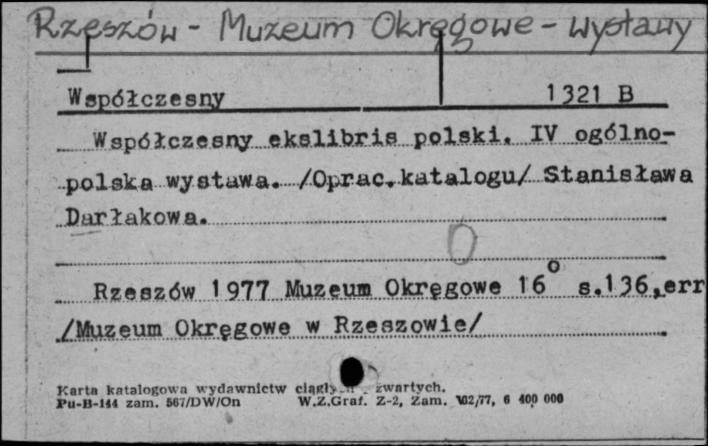 Rzeszów - Muzeum Okręgowe - wystawy
Współczesny 1321 B
Współczesny ekslibris polski. IV ogólno-
polska wystawa. /Oprac.katalogu/ Stanisława
Darłakowa.
Rzeszów 1977 Muzeum Okręgowe 16° s.136,err
/Muzeum Okręgowe w Rzeszowie/
Karta katalogowa wydawnictw zwartych.
Pu-B-144 zam. 567/DW/On W.Z.Graf. Z-2, Zam. 102/77, 6 400 000